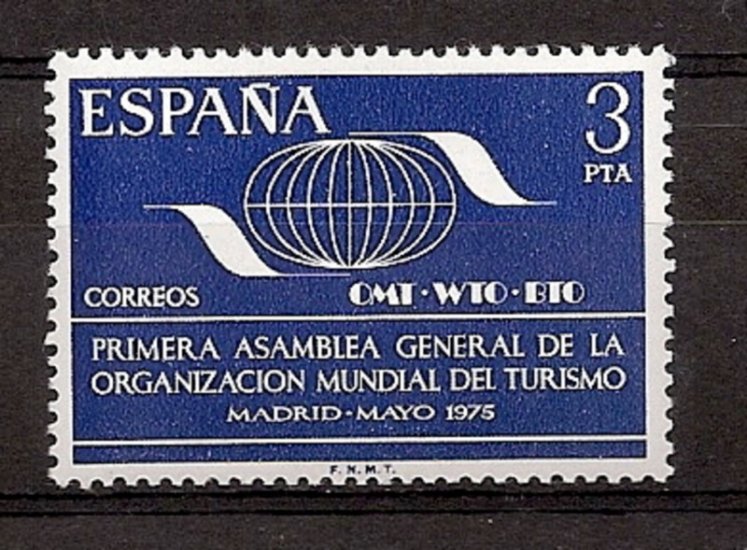 ESPAÑA
3
PTA
CORREOS
OMT·WTO·BTO
PRIMERA ASAMBLEA GENERAL DE LA
ORGANIZACION MUNDIAL DEL TURISMO
MADRID·MAYO 1975
F. N. M. T.